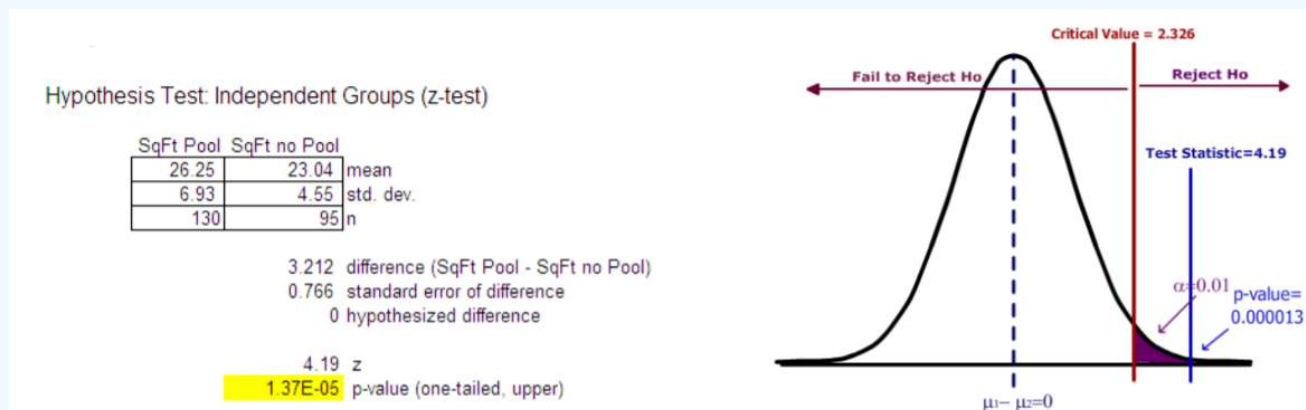 Hypothesis Test: Independent Groups (z-test)
SqFt Pool SqFt no Pool
26.25 23.04 mean
6.93 4.55 std. dev.
130 95 n
3.212 difference (SqFt Pool - SqFt no Pool)
0.766 standard error of difference
0 hypothesized difference
4.19 z
1.37E-05 p-value (one-tailed, upper)
Critical Value = 2.326
Fail to Reject Ho
Reject Ho
Test Statistic=4.19
α=0.01
p-value=
0.000013
μ1- μ2=0